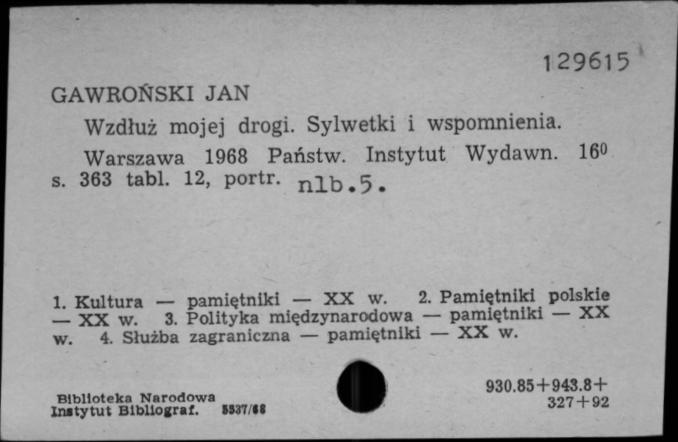 129615
GAWROŃSKI JAN
Wzdłuż mojej drogi. Sylwetki i wspomnienia.
Warszawa 1968 Państw. Instytut Wydawn. 16⁰
s. 363 tabl. 12, portr. nlb.5.
1. Kultura — pamiętniki — XX w. 2. Pamiętniki polskie
— XX w. 3. Polityka międzynarodowa — pamiętniki — XX
w. 4. Służba zagraniczna — pamiętniki — XX w.
Biblioteka Narodowa
Instytut Bibliograf. 5537/68
930.85+943.8+
327+92